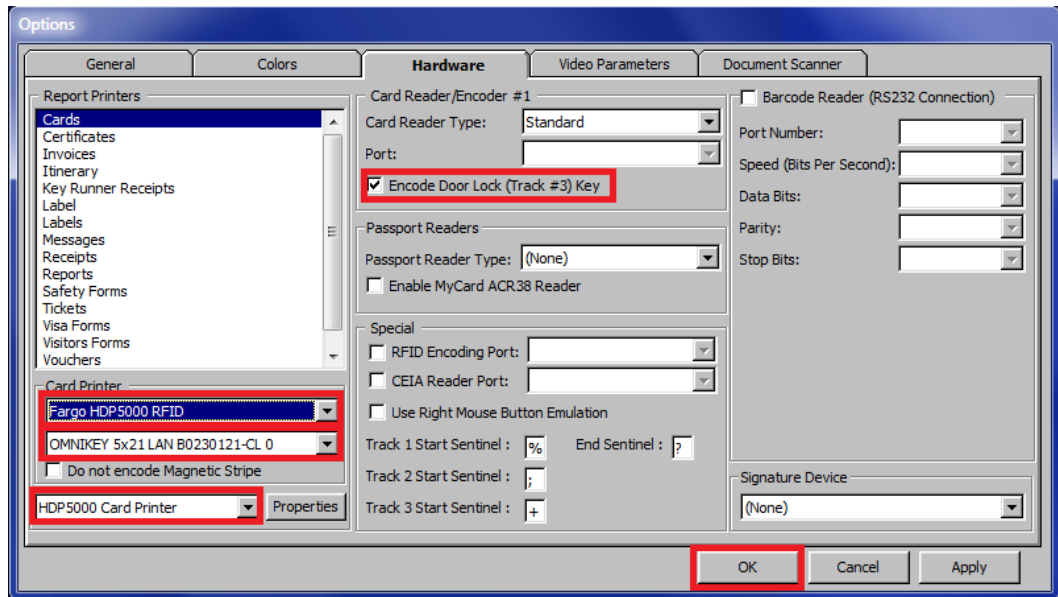 Options
General
Colors
Hardware
Video Parameters
Document Scanner
Report Printers
Cards
Certificates
Invoices
Itinerary
Key Runner Receipts
Label
Labels
Messages
Receipts
Reports
Safety Forms
Tickets
Visa Forms
Visitors Forms
Vouchers
Card Printer
Fargo HDP5000 RFID
OMNIKEY 5x21 LAN B0230121-CL 0
Do not encode Magnetic Stripe
HDP5000 Card Printer
Properties
Card Reader/Encoder #1
Card Reader Type: Standard
Port:
Encode Door Lock (Track #3) Key
Passport Readers
Passport Reader Type: (None)
Enable MyCard ACR38 Reader
Special
RFID Encoding Port:
CEIA Reader Port:
Use Right Mouse Button Emulation
Track 1 Start Sentinel : % End Sentinel : ?
Track 2 Start Sentinel : ;
Track 3 Start Sentinel : +
Barcode Reader (RS232 Connection)
Port Number:
Speed (Bits Per Second):
Data Bits:
Parity:
Stop Bits:
Signature Device
(None)
OK
Cancel
Apply